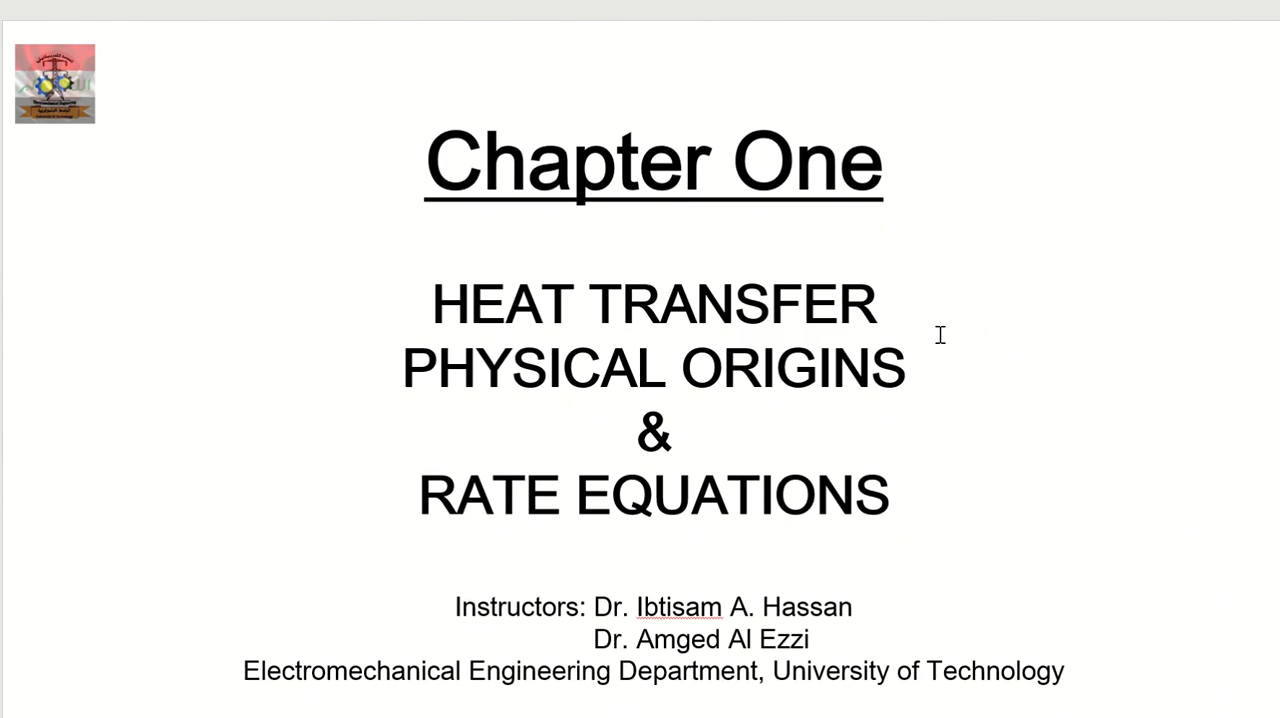 Chapter One
HEAT TRANSFER
PHYSICAL ORIGINS
&
RATE EQUATIONS
Instructors: Dr. Ibtisam A. Hassan
Dr. Amged Al Ezzi
Electromechanical Engineering Department, University of Technology